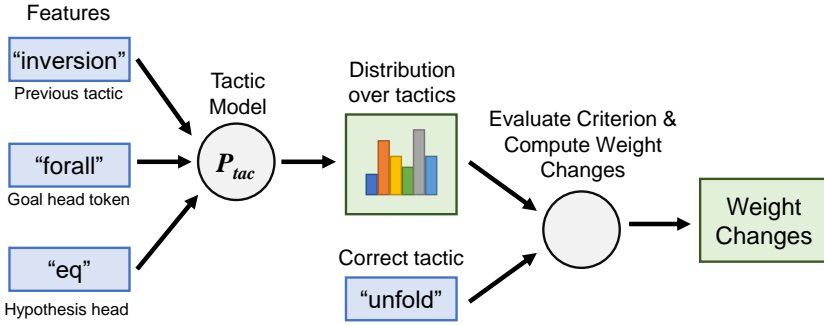 Features
“inversion”
Previous tactic
“forall”
Goal head token
“eq”
Hypothesis head
Tactic
Model
P_tac
Distribution
over tactics
Correct tactic
“unfold”
Evaluate Criterion &
Compute Weight
Changes
Weight
Changes